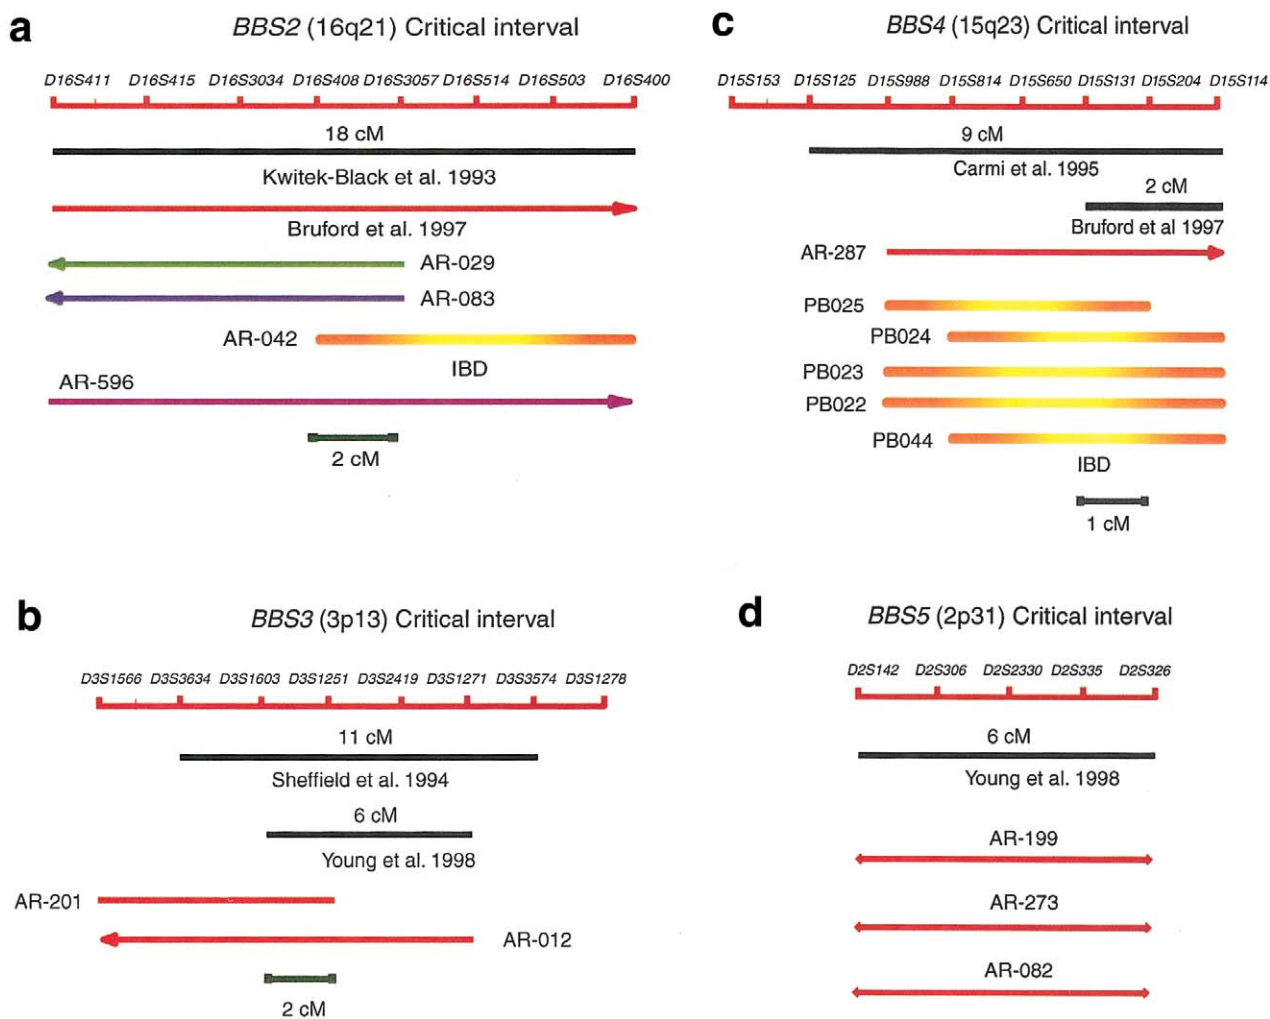 a
BBS2 (16q21) Critical interval
D16S411 D16S415 D16S3034 D16S408 D16S3057 D16S514 D16S503 D16S400
18 cM
Kwitek-Black et al. 1993
Bruford et al. 1997
AR-029
AR-083
AR-042
IBD
AR-596
2 cM
c
BBS4 (15q23) Critical interval
D15S153 D15S125 D15S988 D15S814 D15S650 D15S131 D15S204 D15S114
9 cM
Carmi et al. 1995
2 cM
Bruford et al 1997
AR-287
PB025
PB024
PB023
PB022
PB044
IBD
1 cM
b
BBS3 (3p13) Critical interval
D3S1566 D3S3634 D3S1603 D3S1251 D3S2419 D3S1271 D3S3574 D3S1278
11 cM
Sheffield et al. 1994
6 cM
Young et al. 1998
AR-201
AR-012
2 cM
d
BBS5 (2p31) Critical interval
D2S142 D2S306 D2S2330 D2S335 D2S326
6 cM
Young et al. 1998
AR-199
AR-273
AR-082